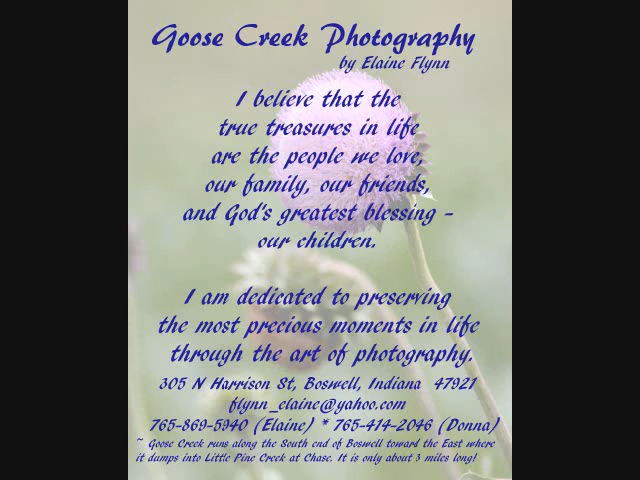 Goose Creek Photography
by Elaine Flynn
I believe that the
true treasures in life
are the people we love,
our family, our friends,
and God's greatest blessing -
our children.
I am dedicated to preserving
the most precious moments in life
through the art of photography.
305 N Harrison St, Boswell, Indiana 47921
flynn_elaine@yahoo.com
765-869-5940 (Elaine) * 765-414-2046 (Donna)
~ Goose Creek runs along the South end of Boswell toward the East where
it dumps into Little Pine Creek at Chase. It is only about 3 miles long!